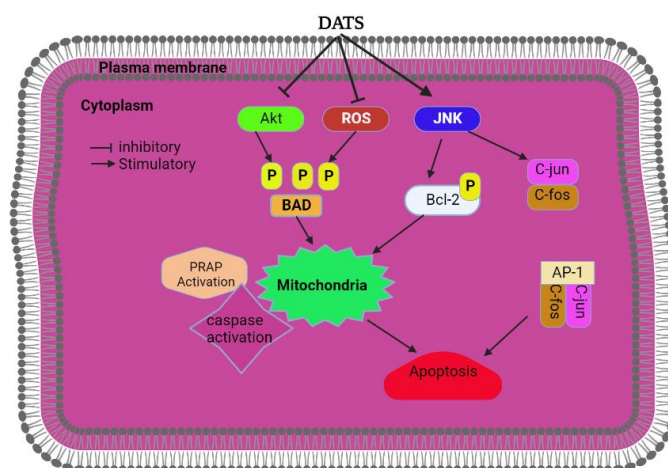 DATS
Plasma membrane
Cytoplasm
Akt
ROS
JNK
inhibitory
Stimulatory
P
P
P
P
C-jun
C-fos
BAD
Bcl-2
PRAP
Activation
Mitochondria
AP-1
C-fos
C-jun
caspase
activation
Apoptosis